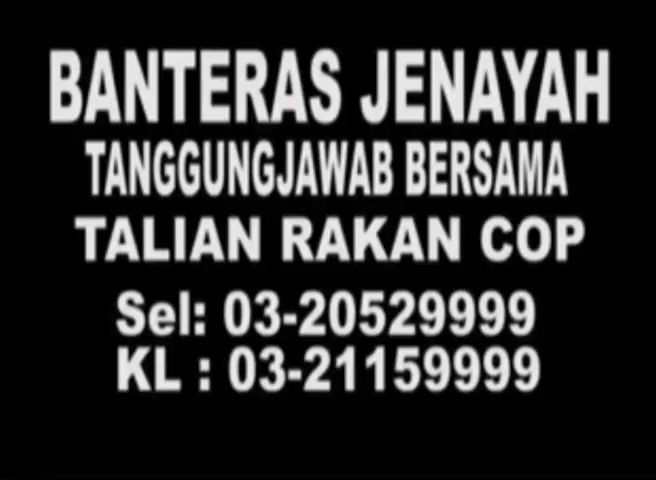 BANTERAS JENAYAH
TANGGUNGJAWAB BERSAMA
TALIAN RAKAN COP
Sel: 03-20529999
KL : 03-21159999